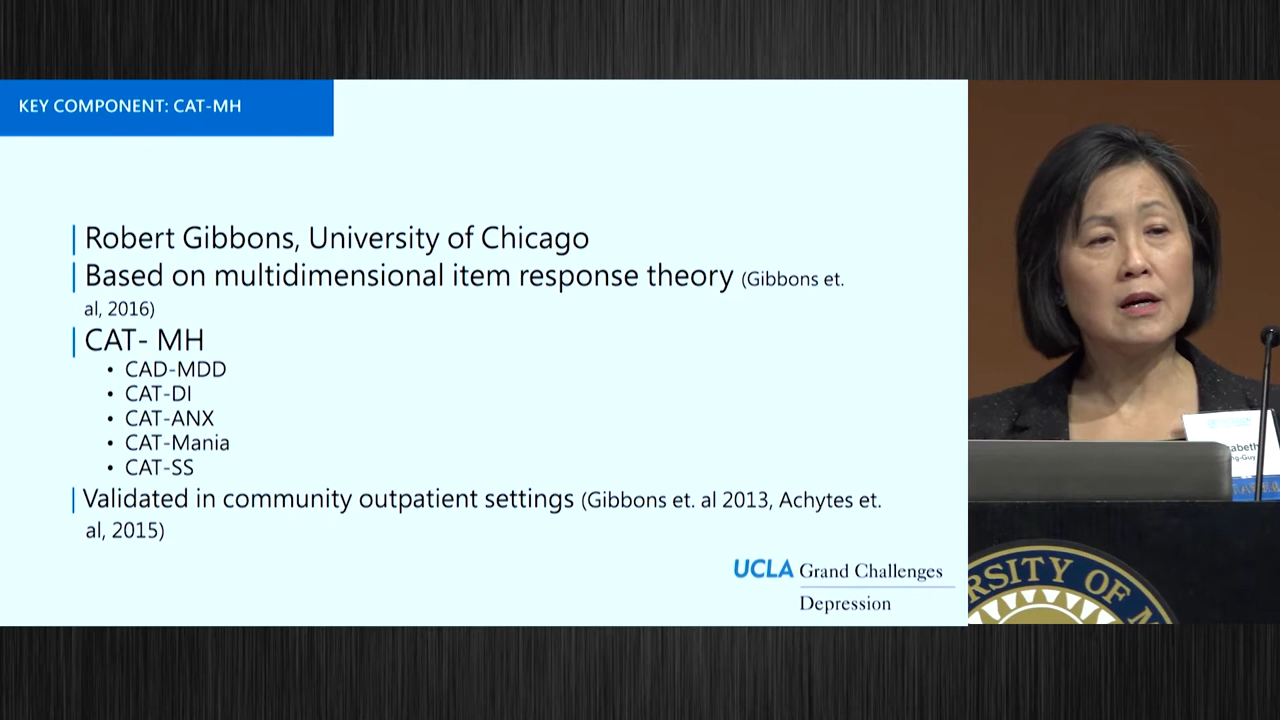 KEY COMPONENT: CAT-MH
Robert Gibbons, University of Chicago
Based on multidimensional item response theory (Gibbons et.
al, 2016)
CAT- MH
• CAD-MDD
• CAT-DI
• CAT-ANX
• CAT-Mania
• CAT-SS
Validated in community outpatient settings (Gibbons et. al 2013, Achytes et.
al, 2015)
UCLA Grand Challenges
Depression
RSITY OF